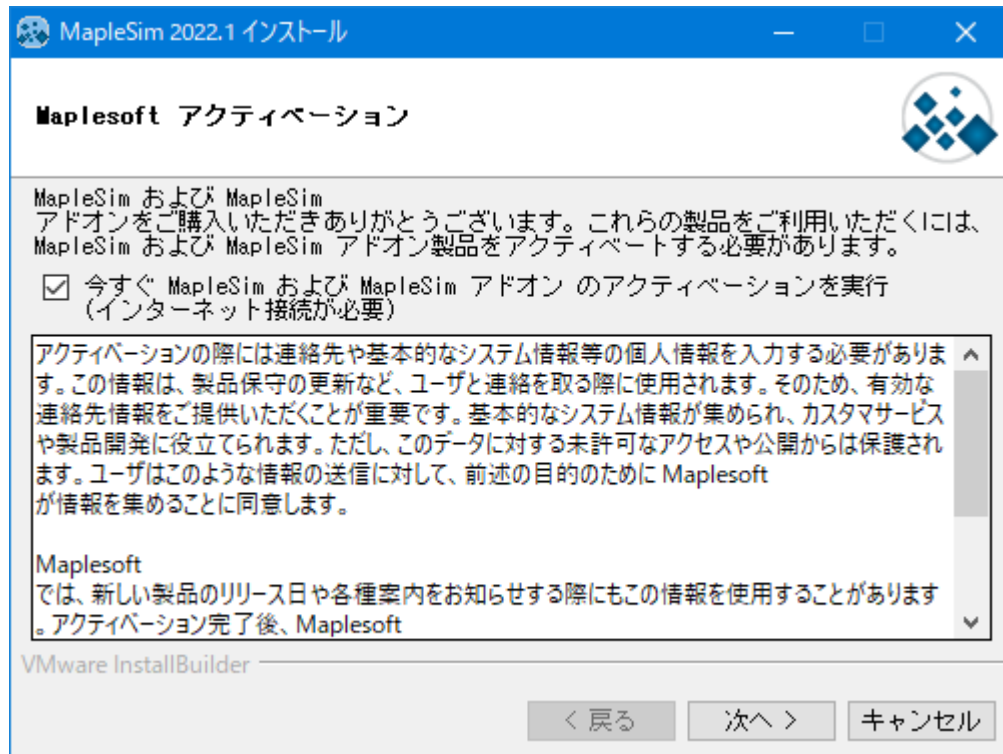 MapleSim 2022.1 インストール
Maplesoft アクティベーション
MapleSim および MapleSim
アドオンをご購入いただきありがとうございます。これらの製品をご利用いただくには、
MapleSim および MapleSim アドオン製品をアクティベートする必要があります。
今すぐ MapleSim および MapleSim アドオン のアクティベーションを実行
(インターネット接続が必要)
アクティベーションの際には連絡先や基本的なシステム情報等の個人情報を入力する必要がありま
す。この情報は、製品保守の更新など、ユーザと連絡を取る際に使用されます。そのため、有効な
連絡先情報をご提供いただくことが重要です。基本的なシステム情報が集められ、カスタマサービス
や製品開発に役立てられます。ただし、このデータに対する未許可なアクセスや公開からは保護され
ます。ユーザはこのような情報の送信に対して、前述の目的のために Maplesoft
が情報を集めることに同意します。
Maplesoft
では、新しい製品のリリース日や各種案内をお知らせする際にもこの情報を使用することがあります
。アクティベーション完了後、Maplesoft
VMware InstallBuilder
< 戻る
次へ >
キャンセル